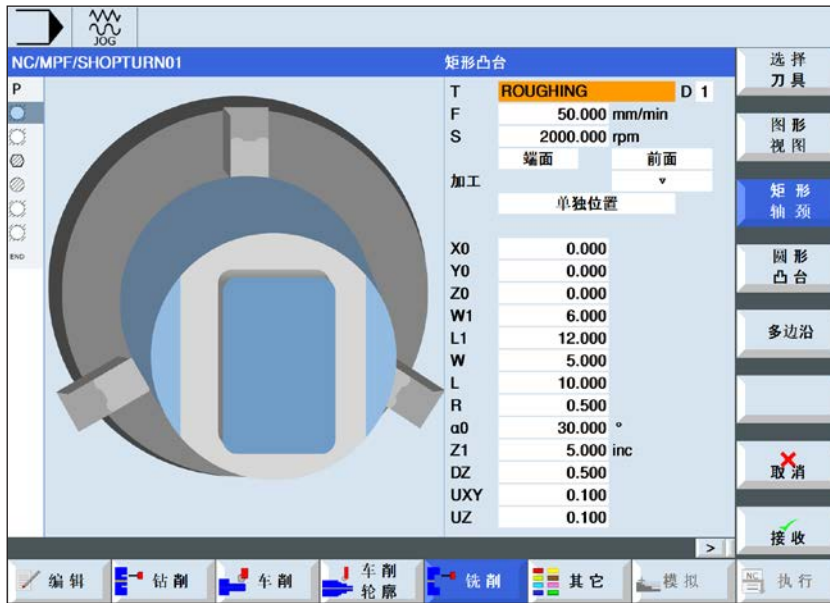 JOG
NC/MPF/SHOPTURN01
矩形凸台
选择
刀具
P
T ROUGHING D 1
F 50.000 mm/min
S 2000.000 rpm
端面 前面
加工 ▿
单独位置
X0 0.000
Y0 0.000
Z0 0.000
W1 6.000
L1 12.000
W 5.000
L 10.000
R 0.500
α0 30.000 °
Z1 5.000 inc
DZ 0.500
UXY 0.100
UZ 0.100
END
图形
视图
矩形
轴颈
圆形
凸台
多边沿
取消
接收
>
编辑
钻削
车削
车削
轮廓
铣削
其它
模拟
NC
执行